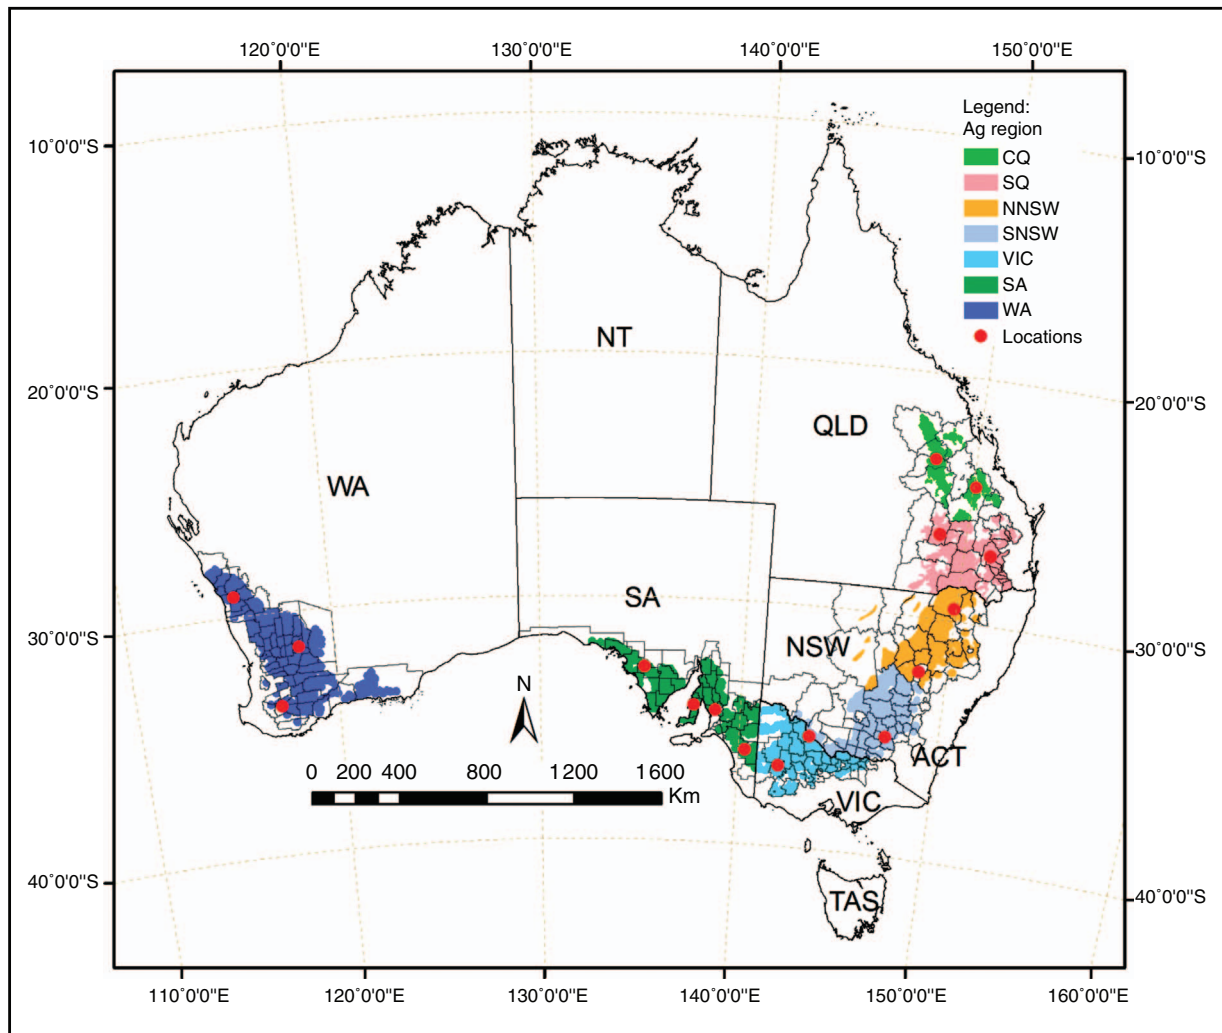 120˚0'0''E 130˚0'0''E 140˚0'0''E 150˚0'0''E
Legend:
Ag region
CQ
SQ
NNSW
SNSW
VIC
SA
WA
Locations
10˚0'0''S 10˚0'0''S
NT
20˚0'0''S 20˚0'0''S
QLD
WA
SA
30˚0'0''S 30˚0'0''S
NSW
N
ACT
0 200 400 800 1200 1600
Km
VIC
40˚0'0''S 40˚0'0''S
TAS
110˚0'0''E 120˚0'0''E 130˚0'0''E 140˚0'0''E 150˚0'0''E 160˚0'0''E